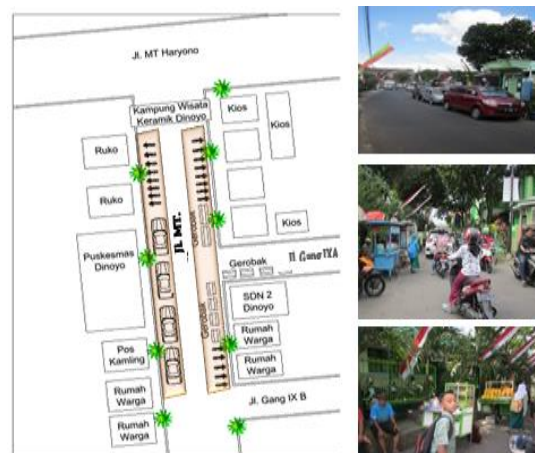 Jl. MT Haryono
Kampung Wisata
Keramik Dinoyo
Kios
Kios
Ruko
Ruko
JL. MT.
Gerobak
Kios
Puskesmas
Dinoyo
Gerobak
Jl Gang IXA
SDN 2
Dinoyo
Gerobak
Rumah
Warga
Rumah
Warga
Pos
Kamling
Rumah
Warga
Rumah
Warga
Jl. Gang IX B